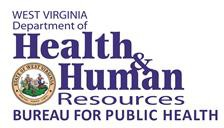 WEST VIRGINIA
Department of
Health
&
Human
Resources
BUREAU FOR PUBLIC HEALTH